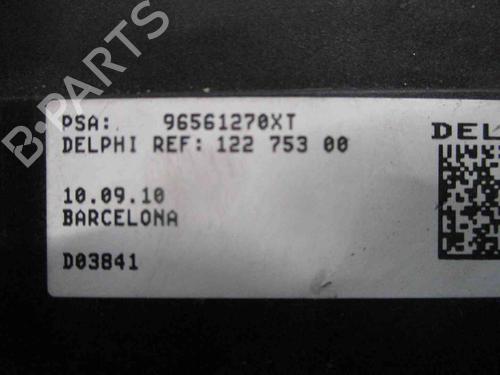 B-PARTS
PSA: 96561270XT
DELPHI REF: 122 753 00
DEL
10.09.10
BARCELONA
D03841